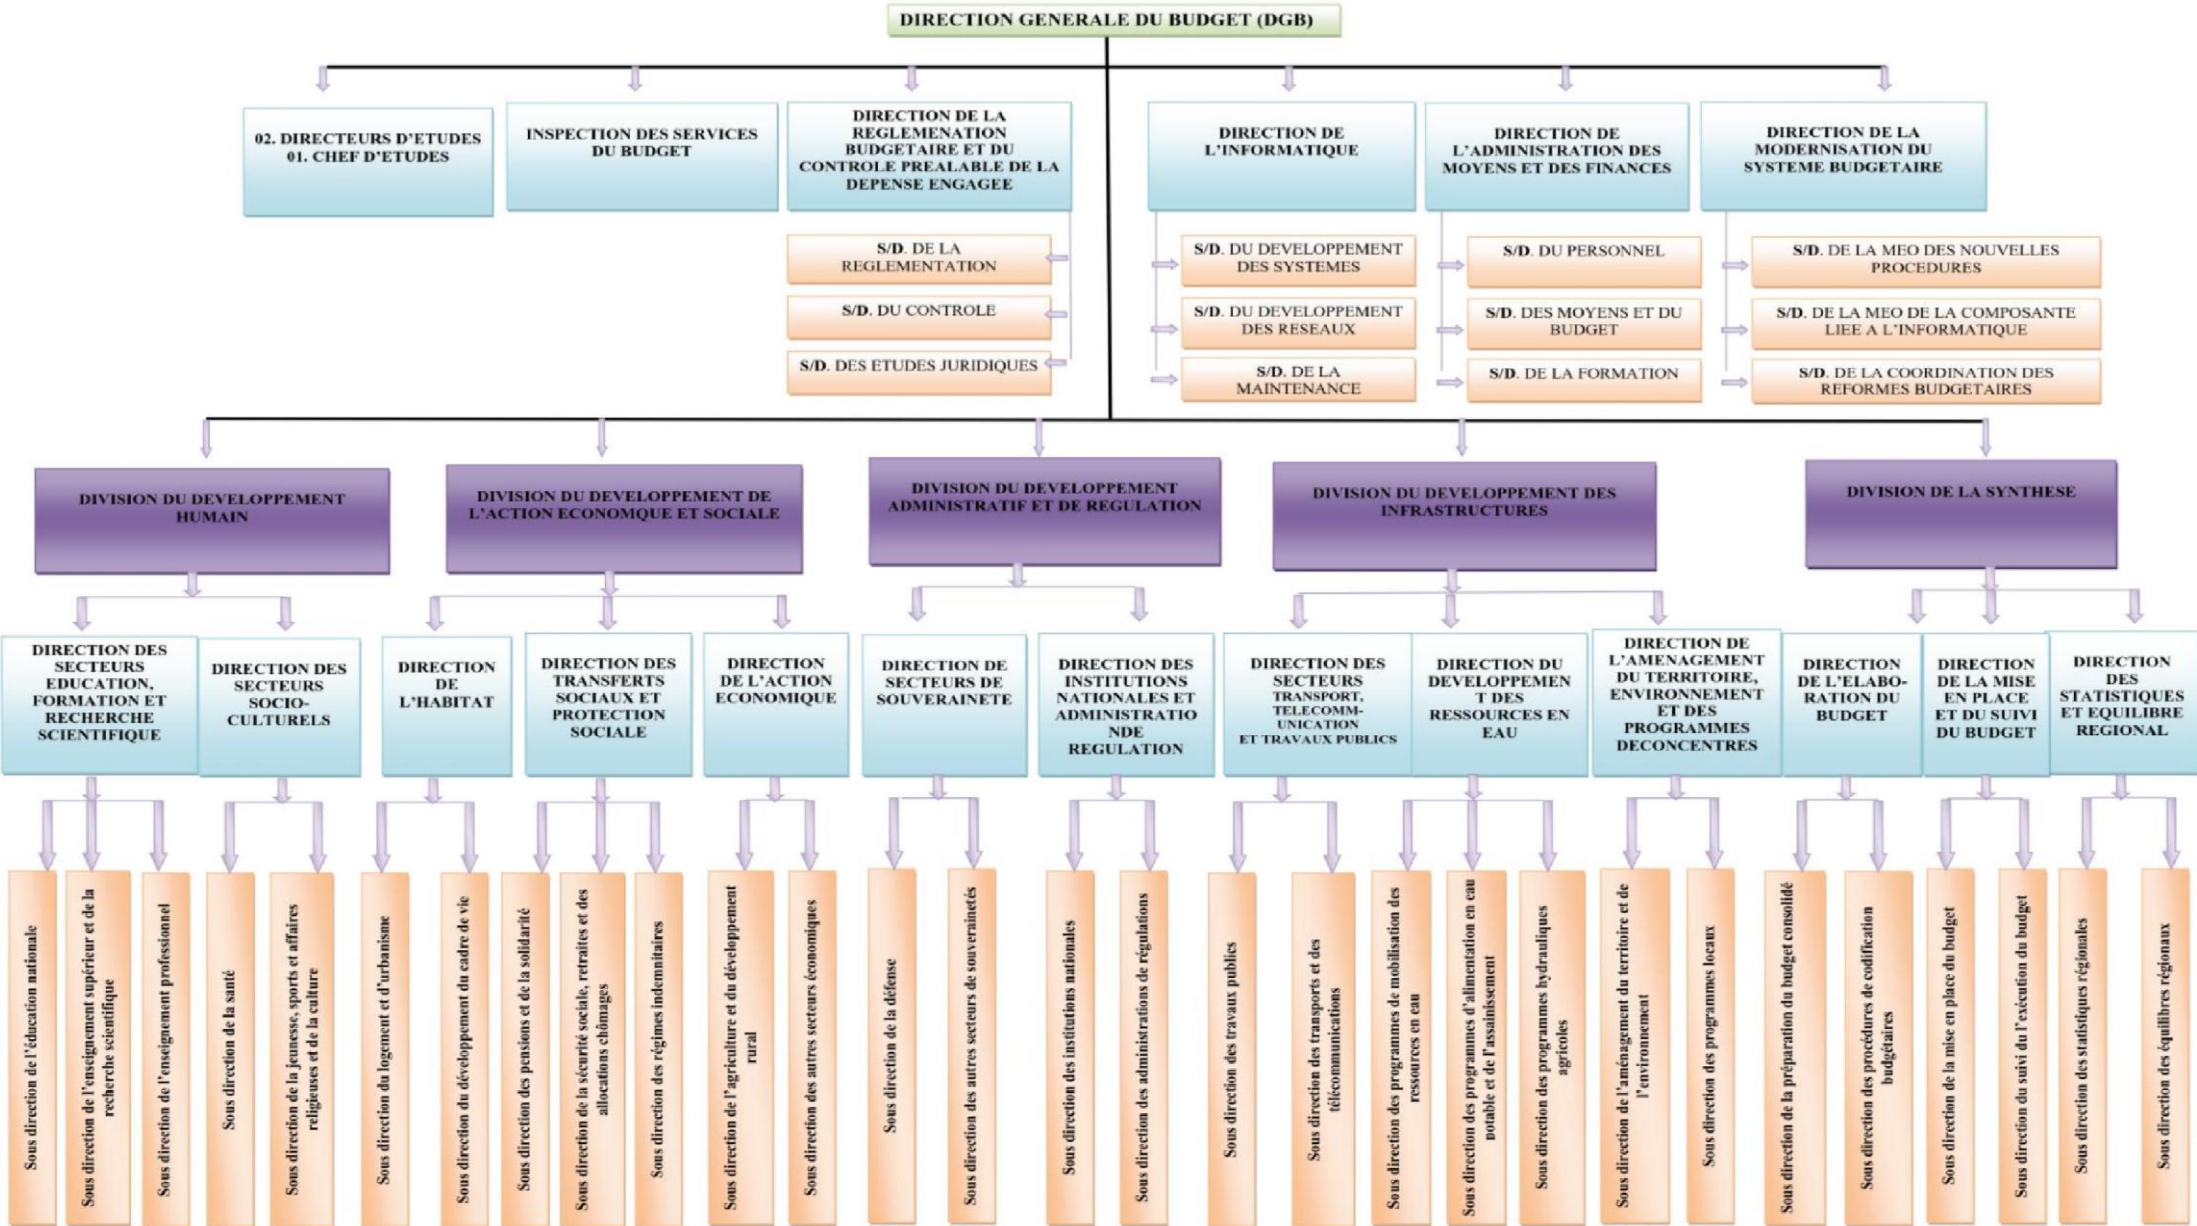 DIRECTION GENERALE DU BUDGET (DGB)
02. DIRECTEURS D'ETUDES
01. CHEF D'ETUDES
INSPECTION DES SERVICES
DU BUDGET
DIRECTION DE LA
REGLEMENATION
BUDGETAIRE ET DU
CONTROLE PREALABLE DE LA
DEPENSE ENGAGEE
DIRECTION DE
L'INFORMATIQUE
DIRECTION DE
L'ADMINISTRATION DES
MOYENS ET DES FINANCES
DIRECTION DE LA
MODERNISATION DU
SYSTEME BUDGETAIRE
S/D. DE LA
REGLEMENTATION
S/D. DU CONTROLE
S/D. DES ETUDES JURIDIQUES
S/D. DU DEVELOPPEMENT
DES SYSTEMES
S/D. DU DEVELOPPEMENT
DES RESEAUX
S/D. DE LA
MAINTENANCE
S/D. DU PERSONNEL
S/D. DES MOYENS ET DU
BUDGET
S/D. DE LA FORMATION
S/D. DE LA MEO DES NOUVELLES
PROCEDURES
S/D. DE LA MEO DE LA COMPOSANTE
LIEE A L'INFORMATIQUE
S/D. DE LA COORDINATION DES
REFORMES BUDGETAIRES
DIVISION DU DEVELOPPEMENT
HUMAIN
DIVISION DU DEVELOPPEMENT DE
L'ACTION ECONOMQUE ET SOCIALE
DIVISION DU DEVELOPPEMENT
ADMINISTRATIF ET DE REGULATION
DIVISION DU DEVELOPPEMENT DES
INFRASTRUCTURES
DIVISION DE LA SYNTHESE
DIRECTION DES
SECTEURS
EDUCATION,
FORMATION ET
RECHERCHE
SCIENTIFIQUE
DIRECTION DES
SECTEURS
SOCIO-
CULTURELS
DIRECTION
DE
L'HABITAT
DIRECTION DES
TRANSFERTS
SOCIAUX ET
PROTECTION
SOCIALE
DIRECTION
DE L'ACTION
ECONOMIQUE
DIRECTION DE
SECTEURS DE
SOUVERAINETE
DIRECTION DES
INSTITUTIONS
NATIONALES ET
ADMINISTRATIO
NDE
REGULATION
DIRECTION DES
SECTEURS
TRANSPORT,
TELECOMM-
UNICATION
ET TRAVAUX PUBLICS
DIRECTION DU
DEVELOPPEMEN
T DES
RESSOURCES EN
EAU
DIRECTION DE
L'AMENAGEMENT
DU TERRITOIRE,
ENVIRONNEMENT
ET DES
PROGRAMMES
DECONCENTRES
DIRECTION
DE L'ELABO-
RATION DU
BUDGET
DIRECTION
DE LA MISE
EN PLACE
ET DU SUIVI
DU BUDGET
DIRECTION
DES
STATISTIQUES
ET EQUILIBRE
REGIONAL
Sous direction de l'éducation nationale
Sous direction de l'enseignement supérieur et de la
recherche scientifique
Sous direction de l'enseignement professionnel
Sous direction de la santé
Sous direction de la jeunesse, sports et affaires
religieuses et de la culture
Sous direction du logement et d'urbanisme
Sous direction du développement du cadre de vie
Sous direction des pensions et de la solidarité
Sous direction de la sécurité sociale, retraites et des
allocations chômages
Sous direction des régimes indemnitaires
Sous direction de l'agriculture et du développement
rural
Sous direction des autres secteurs économiques
Sous direction de la défense
Sous direction des autres secteurs de souverainetés
Sous direction des institutions nationales
Sous direction des administrations de régulations
Sous direction des travaux publics
Sous direction des transports et des
télécommunications
Sous direction des programmes de mobilisation des
ressources en eau
Sous direction des programmes d'alimentation en eau
potable et de l'assainissement
Sous direction des programmes hydrauliques
agricoles
Sous direction de l'aménagement du territoire et de
l'environnement
Sous direction des programmes locaux
Sous direction de la préparation du budget consolidé
Sous direction des procédures de codification
budgétaires
Sous direction de la mise en place du budget
Sous direction du suivi du l'exécution du budget
Sous direction des statistiques régionales
Sous direction des équilibres régionaux